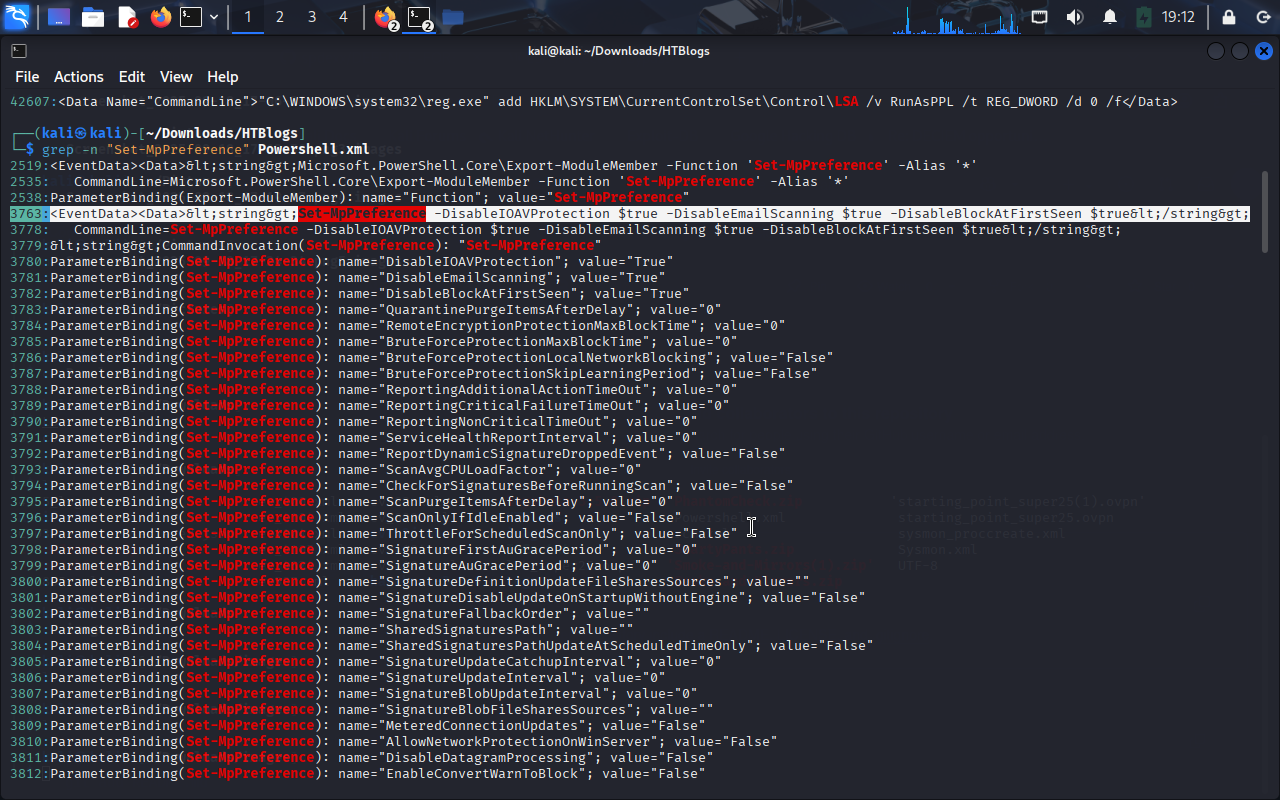 1 2 3 4 2 2 19:12
kali@kali: ~/Downloads/HTBlogs
File Actions Edit View Help
42607:<Data Name="CommandLine">"C:\WINDOWS\system32\reg.exe" add HKLM\SYSTEM\CurrentControlSet\Control\LSA /v RunAsPPL /t REG_DWORD /d 0 /f</Data>
┌──(kali㉿kali)-[~/Downloads/HTBlogs]
└─$ grep -n "Set-MpPreference" Powershell.xml
2519:<EventData><Data>&lt;string&gt;Microsoft.PowerShell.Core\Export-ModuleMember -Function 'Set-MpPreference' -Alias '*'
2535:   CommandLine=Microsoft.PowerShell.Core\Export-ModuleMember -Function 'Set-MpPreference' -Alias '*'
2538:ParameterBinding(Export-ModuleMember): name="Function"; value="Set-MpPreference"
3763:<EventData><Data>&lt;string&gt;Set-MpPreference -DisableIOAVProtection $true -DisableEmailScanning $true -DisableBlockAtFirstSeen $true&lt;/string&gt;
3778:   CommandLine=Set-MpPreference -DisableIOAVProtection $true -DisableEmailScanning $true -DisableBlockAtFirstSeen $true&lt;/string&gt;
3779:&lt;string&gt;CommandInvocation(Set-MpPreference): "Set-MpPreference"
3780:ParameterBinding(Set-MpPreference): name="DisableIOAVProtection"; value="True"
3781:ParameterBinding(Set-MpPreference): name="DisableEmailScanning"; value="True"
3782:ParameterBinding(Set-MpPreference): name="DisableBlockAtFirstSeen"; value="True"
3783:ParameterBinding(Set-MpPreference): name="QuarantinePurgeItemsAfterDelay"; value="0"
3784:ParameterBinding(Set-MpPreference): name="RemoteEncryptionProtectionMaxBlockTime"; value="0"
3785:ParameterBinding(Set-MpPreference): name="BruteForceProtectionMaxBlockTime"; value="0"
3786:ParameterBinding(Set-MpPreference): name="BruteForceProtectionLocalNetworkBlocking"; value="False"
3787:ParameterBinding(Set-MpPreference): name="BruteForceProtectionSkipLearningPeriod"; value="False"
3788:ParameterBinding(Set-MpPreference): name="ReportingAdditionalActionTimeOut"; value="0"
3789:ParameterBinding(Set-MpPreference): name="ReportingCriticalFailureTimeOut"; value="0"
3790:ParameterBinding(Set-MpPreference): name="ReportingNonCriticalTimeOut"; value="0"
3791:ParameterBinding(Set-MpPreference): name="ServiceHealthReportInterval"; value="0"
3792:ParameterBinding(Set-MpPreference): name="ReportDynamicSignatureDroppedEvent"; value="False"
3793:ParameterBinding(Set-MpPreference): name="ScanAvgCPULoadFactor"; value="0"
3794:ParameterBinding(Set-MpPreference): name="CheckForSignaturesBeforeRunningScan"; value="False"
3795:ParameterBinding(Set-MpPreference): name="ScanPurgeItemsAfterDelay"; value="0" 'starting_point_super25(1).ovpn'
3796:ParameterBinding(Set-MpPreference): name="ScanOnlyIfIdleEnabled"; value="False" starting_point_super25.ovpn
3797:ParameterBinding(Set-MpPreference): name="ThrottleForScheduledScanOnly"; value="False" sysmon_proccreate.xml
3798:ParameterBinding(Set-MpPreference): name="SignatureFirstAuGracePeriod"; value="0" Sysmon.xml
3799:ParameterBinding(Set-MpPreference): name="SignatureAuGracePeriod"; value="0" UTF-8
3800:ParameterBinding(Set-MpPreference): name="SignatureDefinitionUpdateFileSharesSources"; value=""
3801:ParameterBinding(Set-MpPreference): name="SignatureDisableUpdateOnStartupWithoutEngine"; value="False"
3802:ParameterBinding(Set-MpPreference): name="SignatureFallbackOrder"; value=""
3803:ParameterBinding(Set-MpPreference): name="SharedSignaturesPath"; value=""
3804:ParameterBinding(Set-MpPreference): name="SharedSignaturesPathUpdateAtScheduledTimeOnly"; value="False"
3805:ParameterBinding(Set-MpPreference): name="SignatureUpdateCatchupInterval"; value="0"
3806:ParameterBinding(Set-MpPreference): name="SignatureUpdateInterval"; value="0"
3807:ParameterBinding(Set-MpPreference): name="SignatureBlobUpdateInterval"; value="0"
3808:ParameterBinding(Set-MpPreference): name="SignatureBlobFileSharesSources"; value=""
3809:ParameterBinding(Set-MpPreference): name="MeteredConnectionUpdates"; value="False"
3810:ParameterBinding(Set-MpPreference): name="AllowNetworkProtectionOnWinServer"; value="False"
3811:ParameterBinding(Set-MpPreference): name="DisableDatagramProcessing"; value="False"
3812:ParameterBinding(Set-MpPreference): name="EnableConvertWarnToBlock"; value="False"